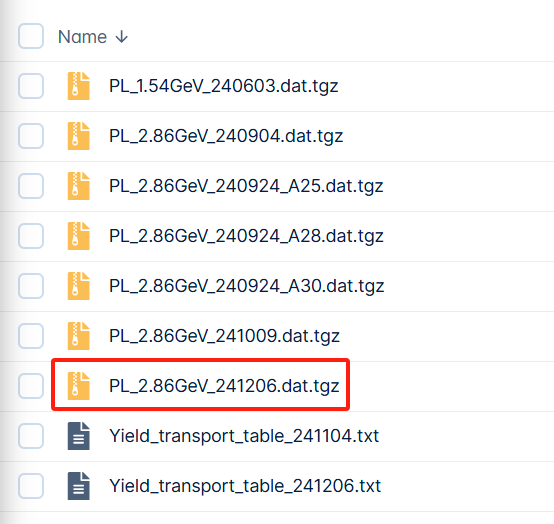 Name ↓
PL_1.54GeV_240603.dat.tgz
PL_2.86GeV_240904.dat.tgz
PL_2.86GeV_240924_A25.dat.tgz
PL_2.86GeV_240924_A28.dat.tgz
PL_2.86GeV_240924_A30.dat.tgz
PL_2.86GeV_241009.dat.tgz
PL_2.86GeV_241206.dat.tgz
Yield_transport_table_241104.txt
Yield_transport_table_241206.txt